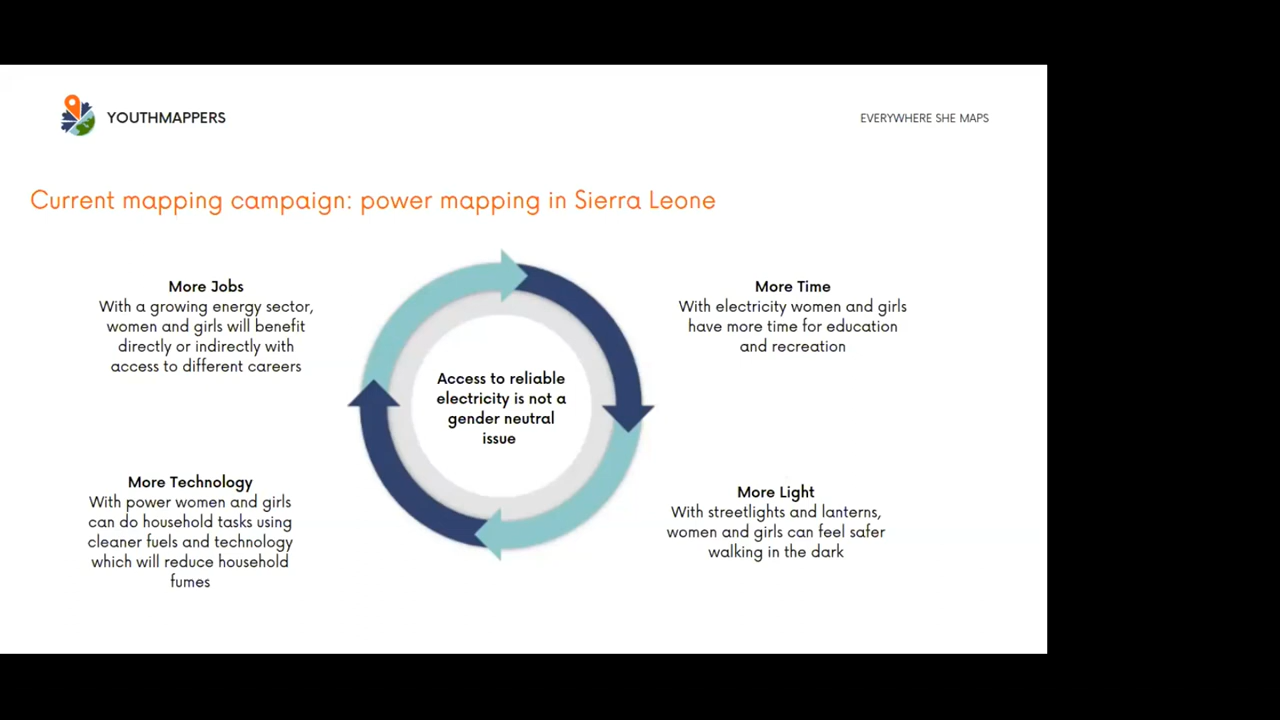 YOUTHMAPPERS
EVERYWHERE SHE MAPS
Current mapping campaign: power mapping in Sierra Leone
More Jobs
With a growing energy sector,
women and girls will benefit
directly or indirectly with
access to different careers
More Time
With electricity women and girls
have more time for education
and recreation
Access to reliable
electricity is not a
gender neutral
issue
More Technology
With power women and girls
can do household tasks using
cleaner fuels and technology
which will reduce household
fumes
More Light
With streetlights and lanterns,
women and girls can feel safer
walking in the dark